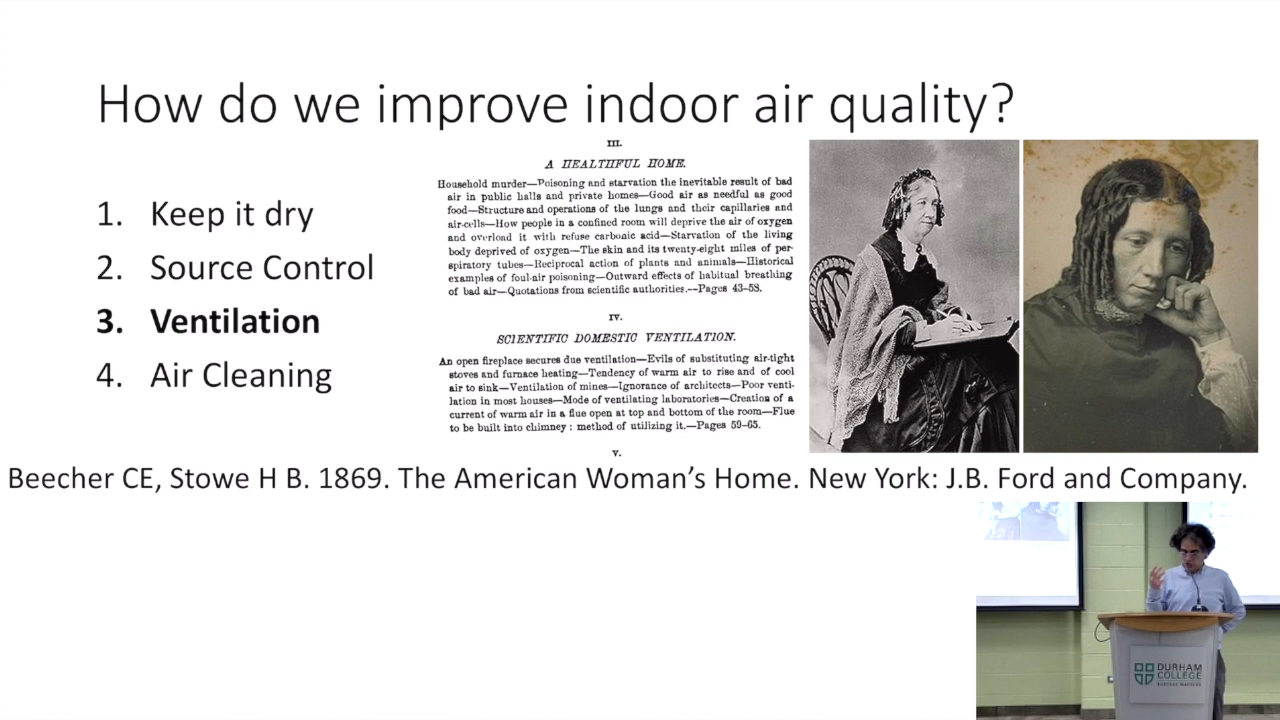 How do we improve indoor air quality?
1. Keep it dry
2. Source Control
3. Ventilation
4. Air Cleaning
III.
A HEALTHFUL HOME.
Household murder—Poisoning and starvation the inevitable result of bad
air in public halls and private homes—Good air as needful as good
food—Structure and operations of the lungs and their capillaries and
air-cells—How people in a confined room will deprive the air of oxygen
and overload it with refuse carbonic acid—Starvation of the living
body deprived of oxygen—The skin and its twenty-eight miles of per-
spiratory tubes—Reciprocal action of plants and animals—Historical
examples of foul-air poisoning—Outward effects of habitual breathing
of bad air—Quotations from scientific authorities.—Pages 43-58.
IV.
SCIENTIFIC DOMESTIC VENTILATION.
An open fireplace secures due ventilation—Evils of substituting air-tight
stoves and furnace heating—Tendency of warm air to rise and of cool
air to sink—Ventilation of mines—Ignorance of architects—Poor venti-
lation in most houses—Mode of ventilating laboratories—Creation of a
current of warm air in a flue open at top and bottom of the room—Flue
to be built into chimney: method of utilizing it.—Pages 59-65.
V.
Beecher CE, Stowe H B. 1869. The American Woman's Home. New York: J.B. Ford and Company.
DURHAM
COLLEGE
SUCCESS MATTERS